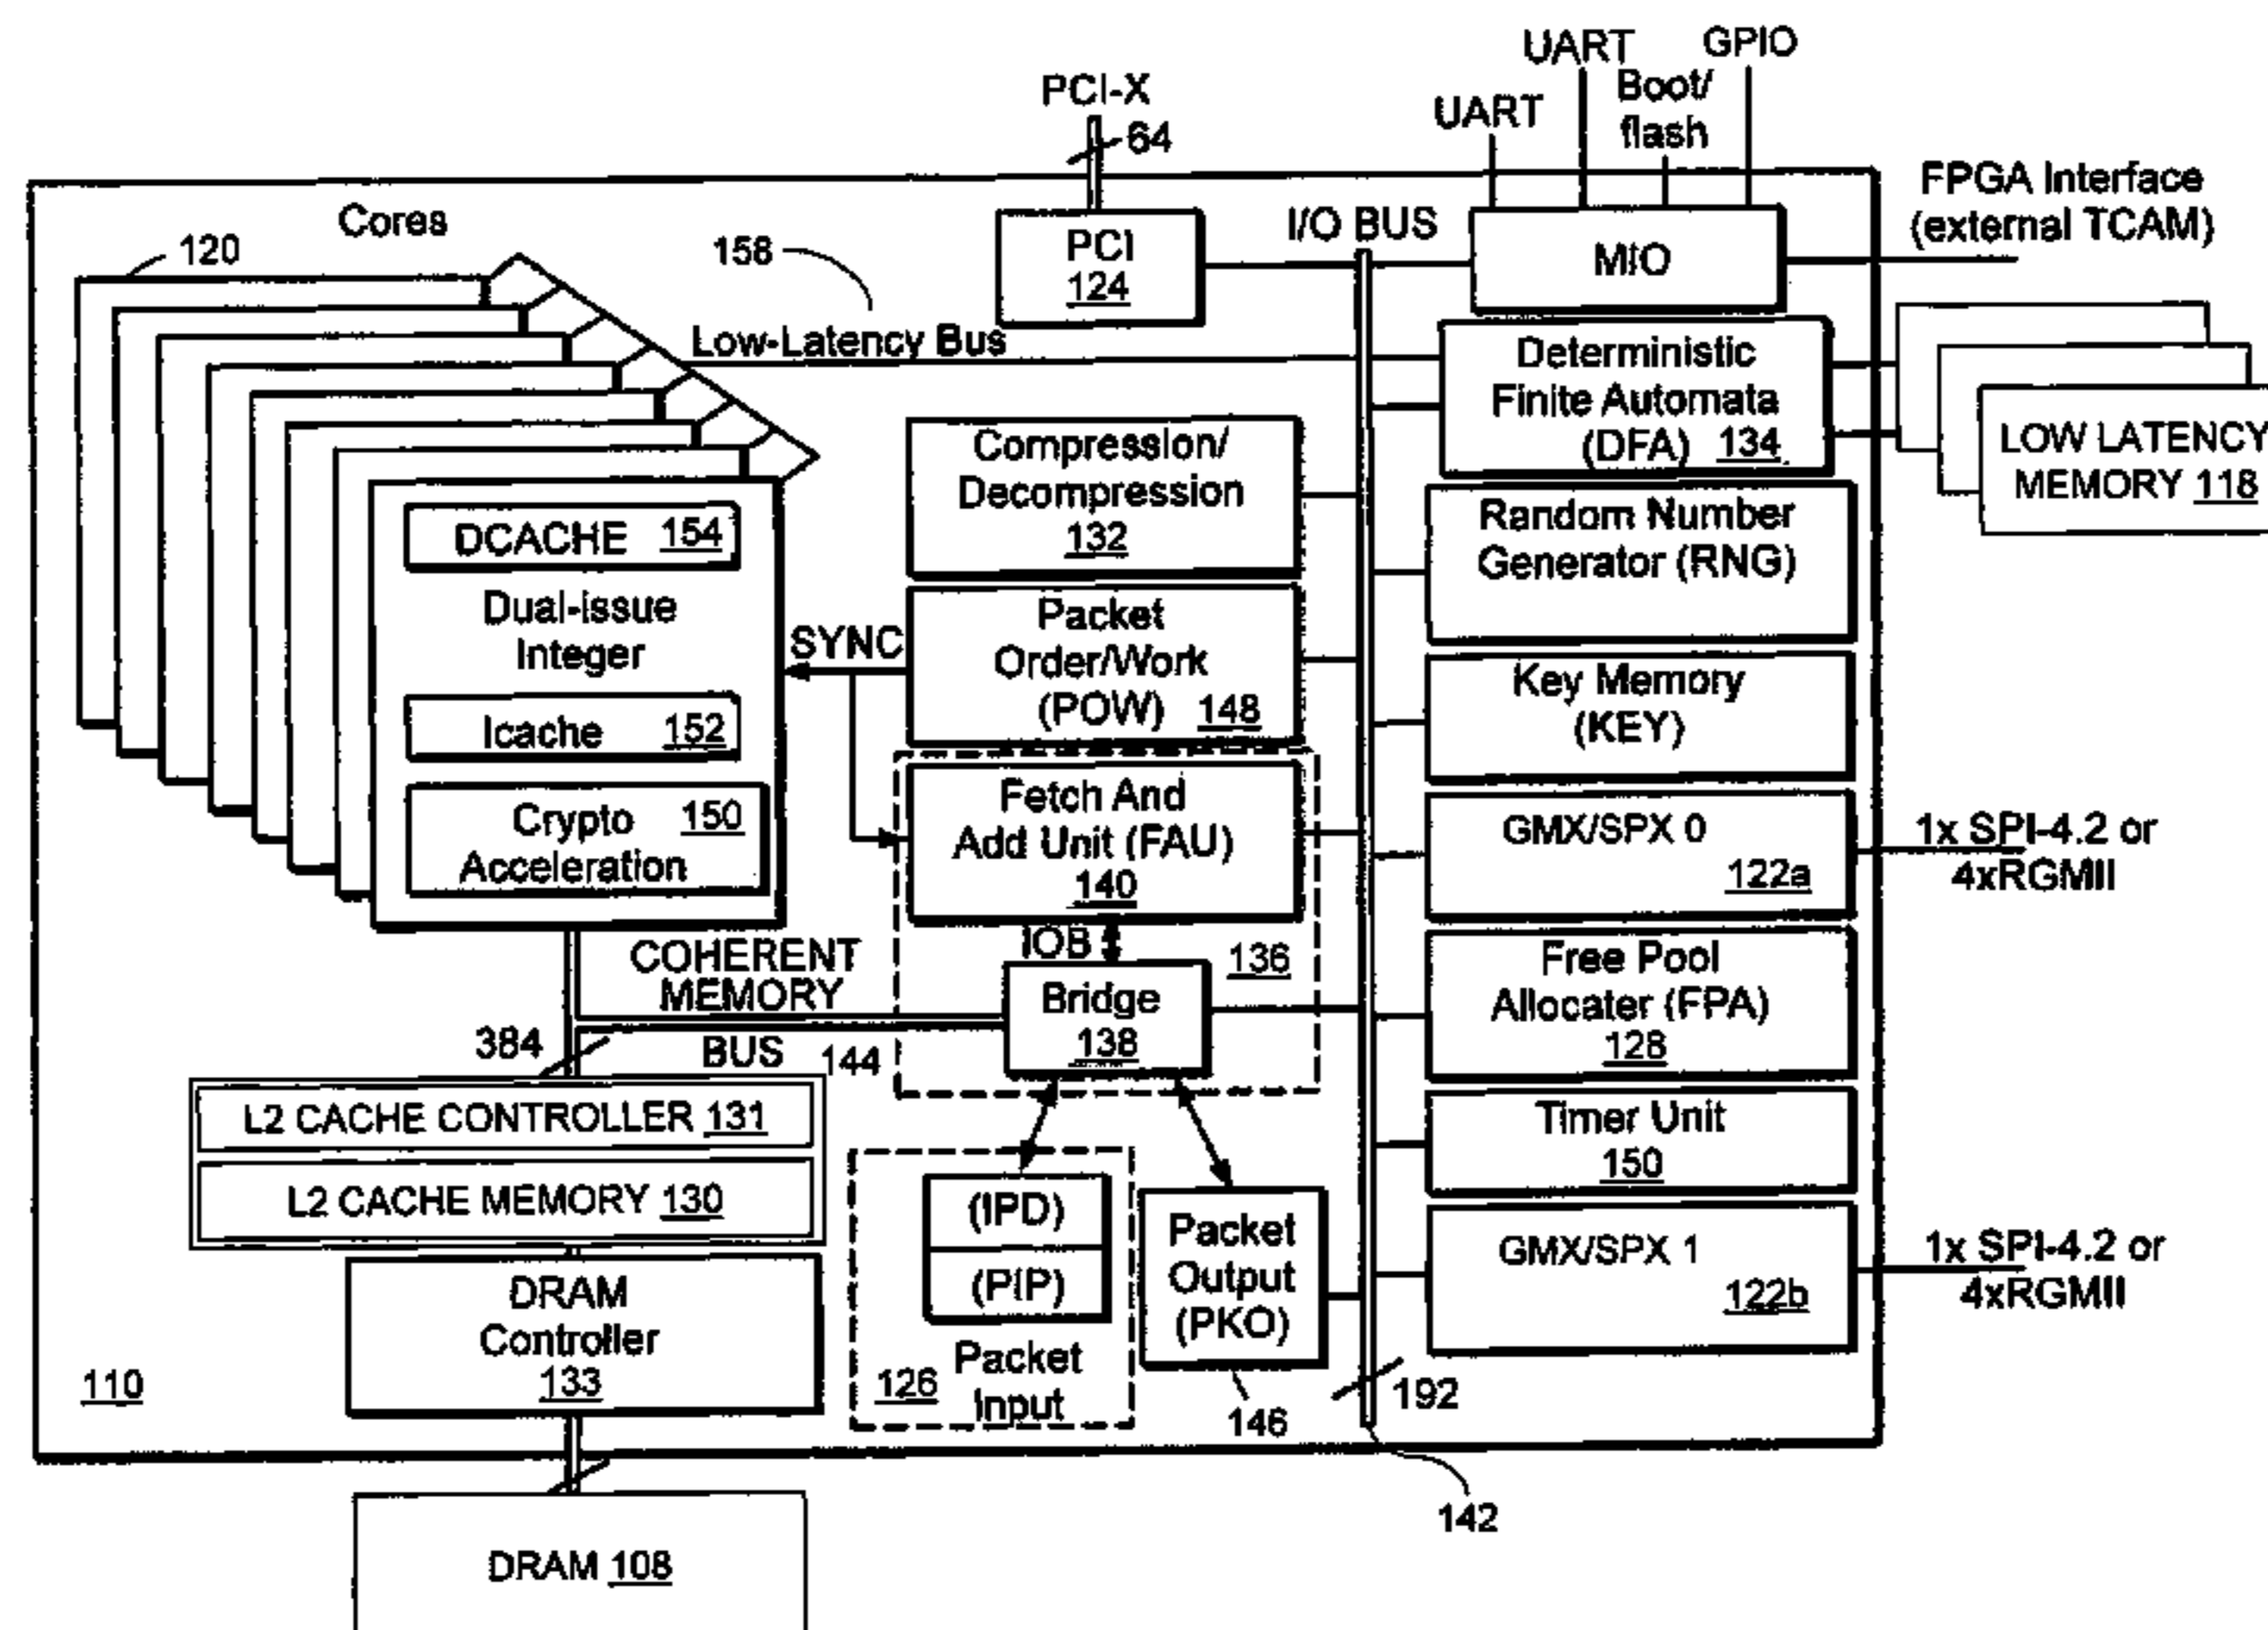 UART GPIO
PCI-X
Boot/
flash
UART
64
FPGA Interface
(external TCAM)
Cores
120
158
PCI
124
I/O BUS
MIO
Low-Latency Bus
Deterministic
Finite Automata
(DFA) 134
LOW LATENCY
MEMORY 118
Compression/
Decompression
132
Random Number
Generator (RNG)
DCACHE 154
Dual-issue
Integer
SYNC
Packet
Order/Work
(POW) 148
Key Memory
(KEY)
Icache 152
Crypto 150
Acceleration
Fetch And
Add Unit (FAU)
140
GMX/SPX 0
122a
1x SPI-4.2 or
4xRGMII
IOB
136
COHERENT
MEMORY
BUS 144
384
Bridge
138
Free Pool
Allocater (FPA)
128
L2 CACHE CONTROLLER 131
L2 CACHE MEMORY 130
Timer Unit
150
(IPD)
(PIP)
Packet
Input
126
Packet
Output
(PKO)
146
GMX/SPX 1
122b
1x SPI-4.2 or
4xRGMII
DRAM
Controller
133
110
192
142
DRAM 108